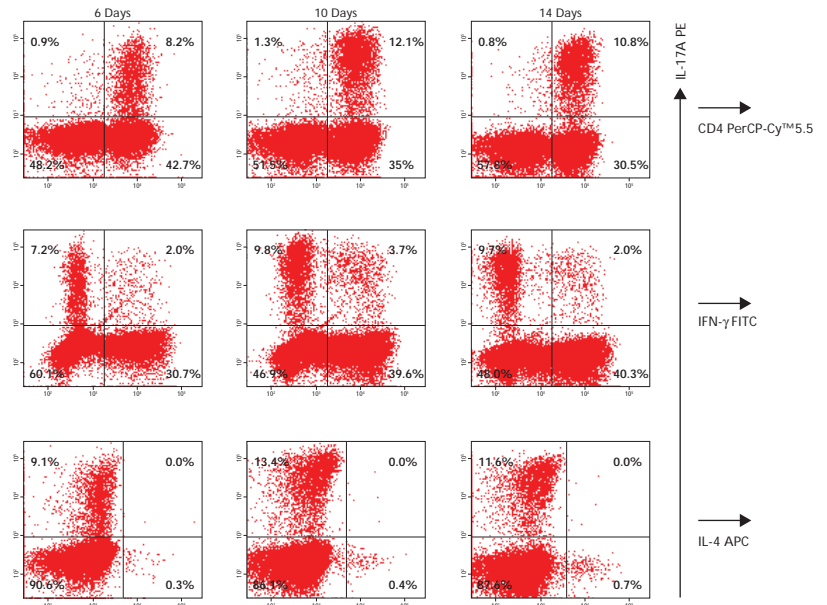 6 Days 10 Days 14 Days
0.9% 8.2% 1.3% 12.1% 0.8% 10.8%
48.2% 42.7% 51.5% 35% 57.8% 30.5%
IL-17A PE
CD4 PerCP-Cy™5.5
7.2% 2.0% 9.8% 3.7% 9.7% 2.0%
60.1% 30.7% 46.9% 39.6% 48.0% 40.3%
IFN-γ FITC
9.1% 0.0% 13.4% 0.0% 11.6% 0.0%
90.6% 0.3% 86.1% 0.4% 87.6% 0.7%
IL-4 APC